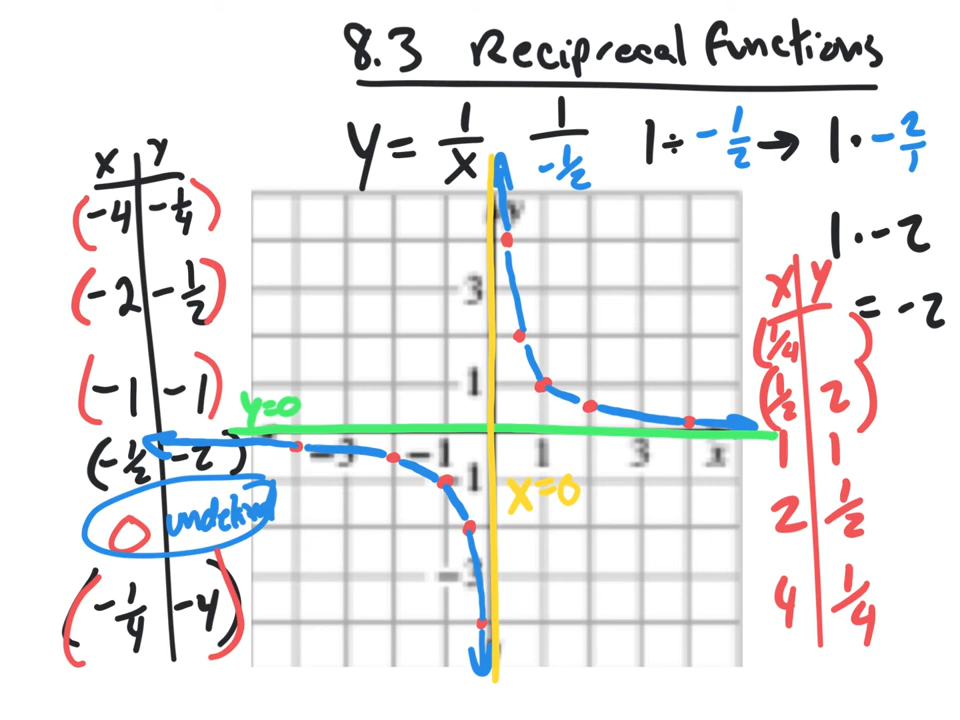 8.3 Reciprocal functions
y = 1/x 1/-1/2 1 ÷ -1/2 → 1 · -2/1
1 · -2
= -2
x y
(-4 -1/4)
(-2 -1/2)
(-1 -1)
(-1/2 -2)
0 undefined
(-1/4 -4)
y
3
1
-3 -1 1 3 x
-1
-3
y=0
x=0
x y
(1/4 )
(1/2 2)
1 1
2 1/2
4 1/4